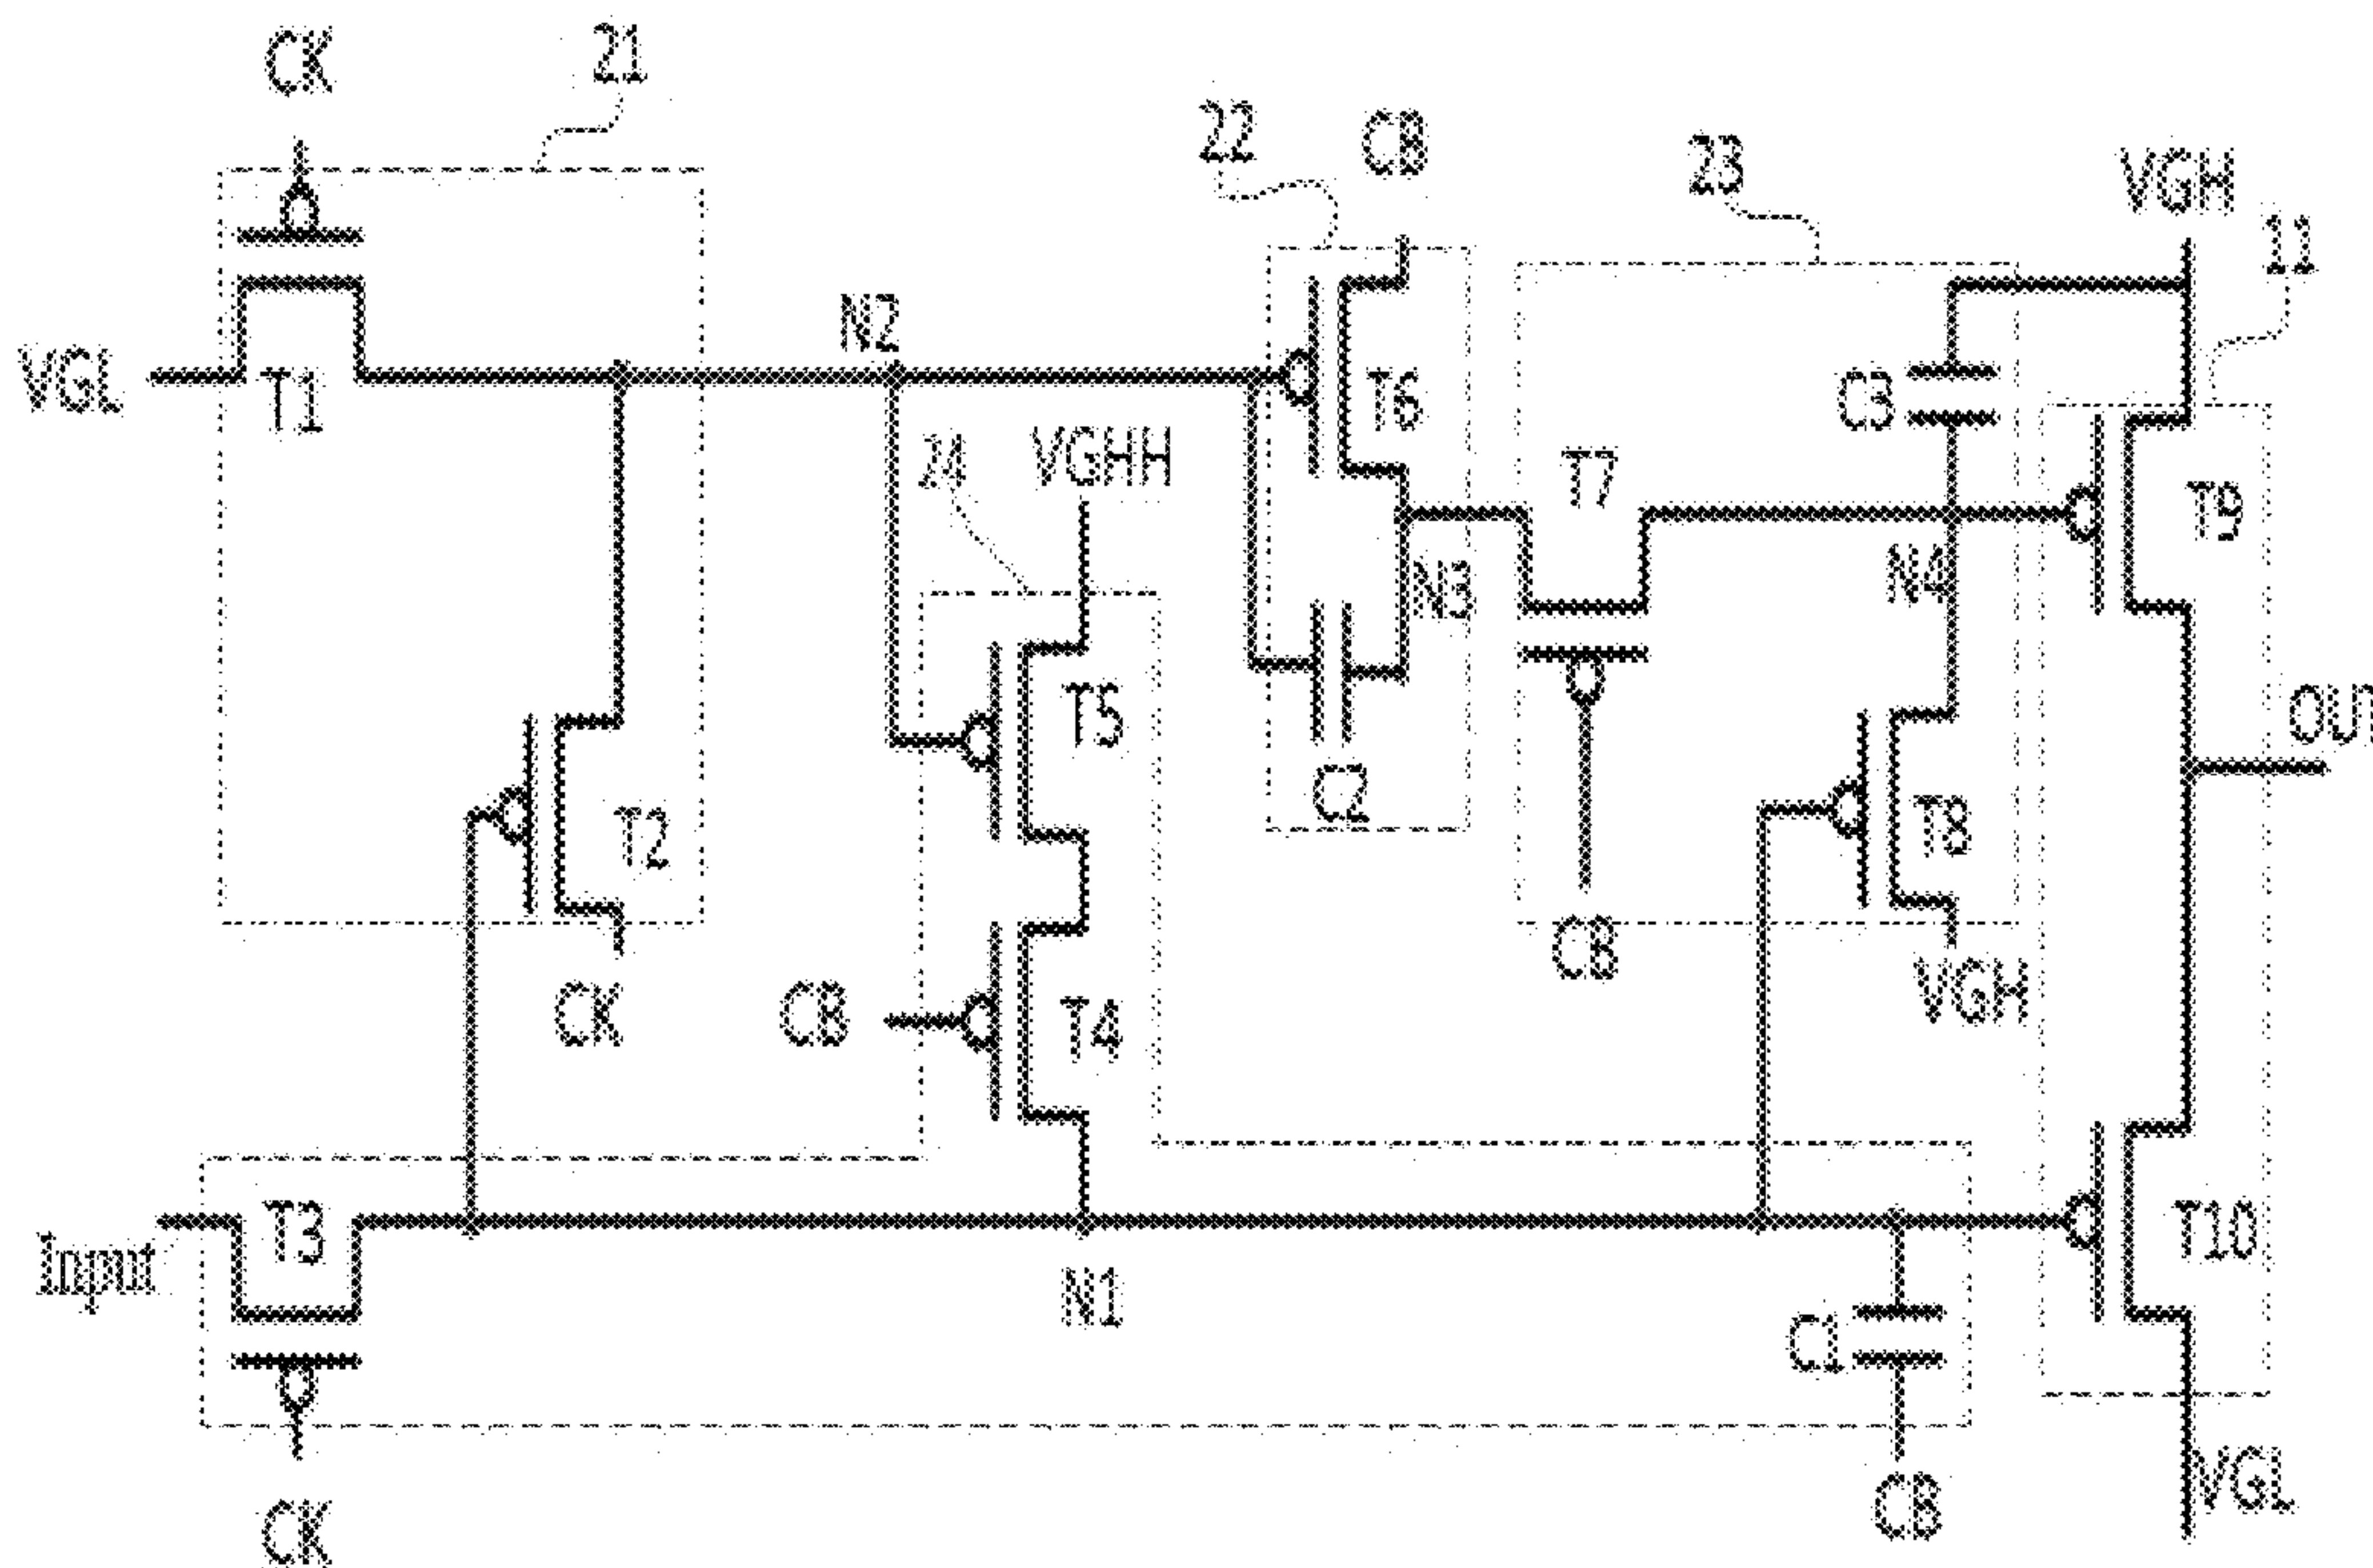 CK
21
22
CB
23
VGH
11
N2
VGL
T1
24
VGHH
T6
C3
T7
T9
N3
N4
T5
OUT
C2
T2
T8
CB
CK
CB
T4
VGH
T3
Input
N1
T10
C1
CK
CB
VGL